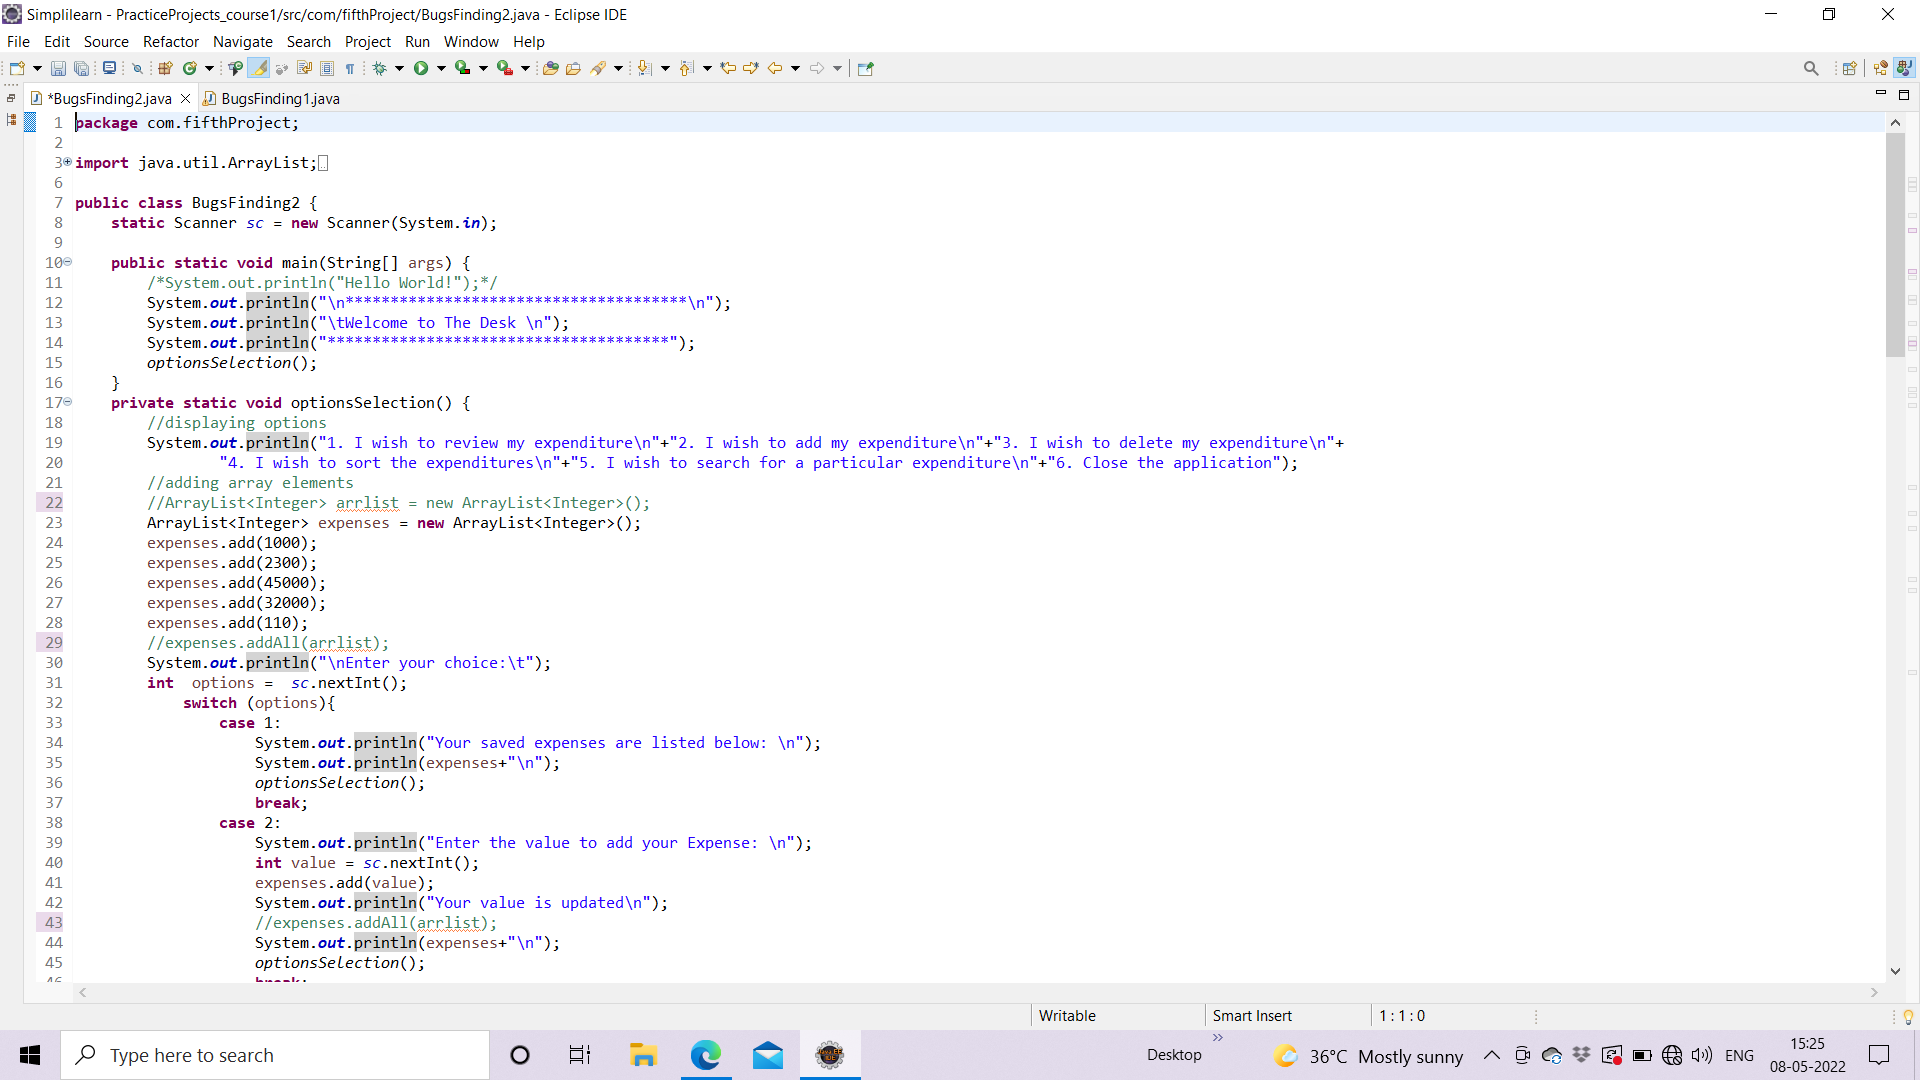 Simplilearn - PracticeProjects_course1/src/com/fifthProject/BugsFinding2.java - Eclipse IDE
File Edit Source Refactor Navigate Search Project Run Window Help
*BugsFinding2.java BugsFinding1.java
1 package com.fifthProject;
2
3 import java.util.ArrayList;
6
7 public class BugsFinding2 {
8 static Scanner sc = new Scanner(System.in);
9
10 public static void main(String[] args) {
11 /*System.out.println("Hello World!");*/
12 System.out.println("\n**************************************\n");
13 System.out.println("\tWelcome to The Desk \n");
14 System.out.println("**************************************");
15 optionsSelection();
16 }
17 private static void optionsSelection() {
18 //displaying options
19 System.out.println("1. I wish to review my expenditure\n"+"2. I wish to add my expenditure\n"+"3. I wish to delete my expenditure\n"+
20 "4. I wish to sort the expenditures\n"+"5. I wish to search for a particular expenditure\n"+"6. Close the application");
21 //adding array elements
22 //ArrayList<Integer> arrlist = new ArrayList<Integer>();
23 ArrayList<Integer> expenses = new ArrayList<Integer>();
24 expenses.add(1000);
25 expenses.add(2300);
26 expenses.add(45000);
27 expenses.add(32000);
28 expenses.add(110);
29 //expenses.addAll(arrlist);
30 System.out.println("\nEnter your choice:\t");
31 int options = sc.nextInt();
32 switch (options){
33 case 1:
34 System.out.println("Your saved expenses are listed below: \n");
35 System.out.println(expenses+"\n");
36 optionsSelection();
37 break;
38 case 2:
39 System.out.println("Enter the value to add your Expense: \n");
40 int value = sc.nextInt();
41 expenses.add(value);
42 System.out.println("Your value is updated\n");
43 //expenses.addAll(arrlist);
44 System.out.println(expenses+"\n");
45 optionsSelection();
46 break;
Writable Smart Insert 1 : 1 : 0
Type here to search
Desktop
36°C Mostly sunny
ENG
15:25
08-05-2022